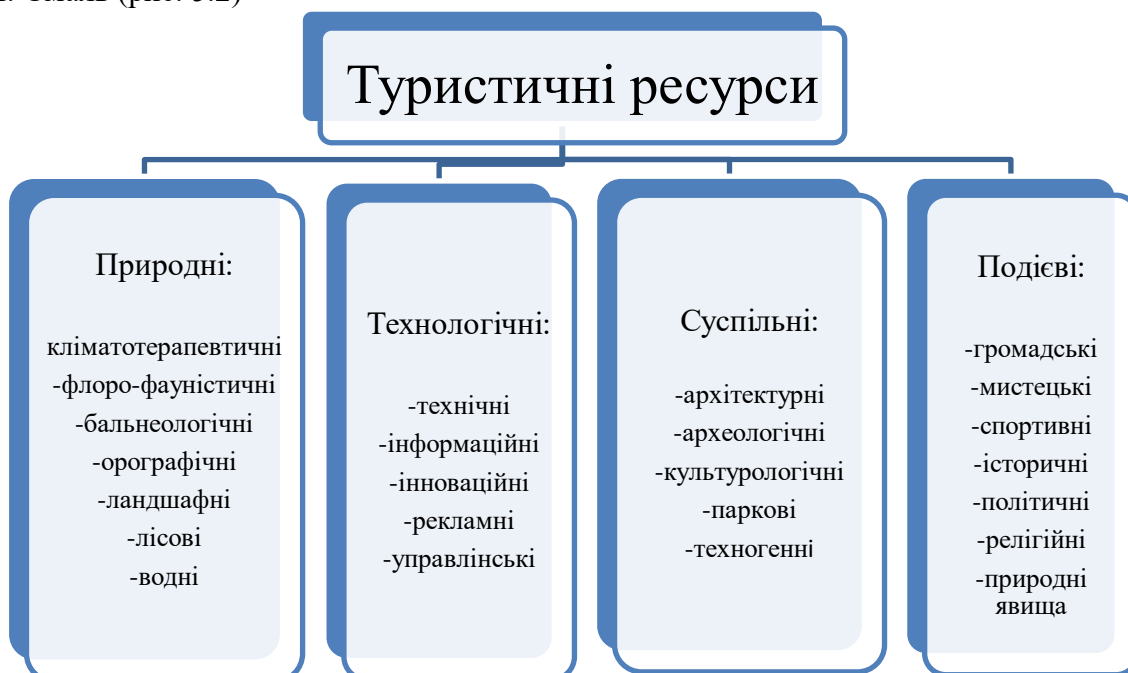 Туристичні ресурси
Природні:
кліматотерапевтичні
-флоро-фауністичні
-бальнеологічні
-орографічні
-ландшафні
-лісові
-водні
Технологічні:
-технічні
-інформаційні
-інноваційні
-рекламні
-управлінські
Суспільні:
-архітектурні
-археологічні
-культурологічні
-паркові
-техногенні
Подієві:
-громадські
-мистецькі
-спортивні
-історичні
-політичні
-релігійні
-природні
явища